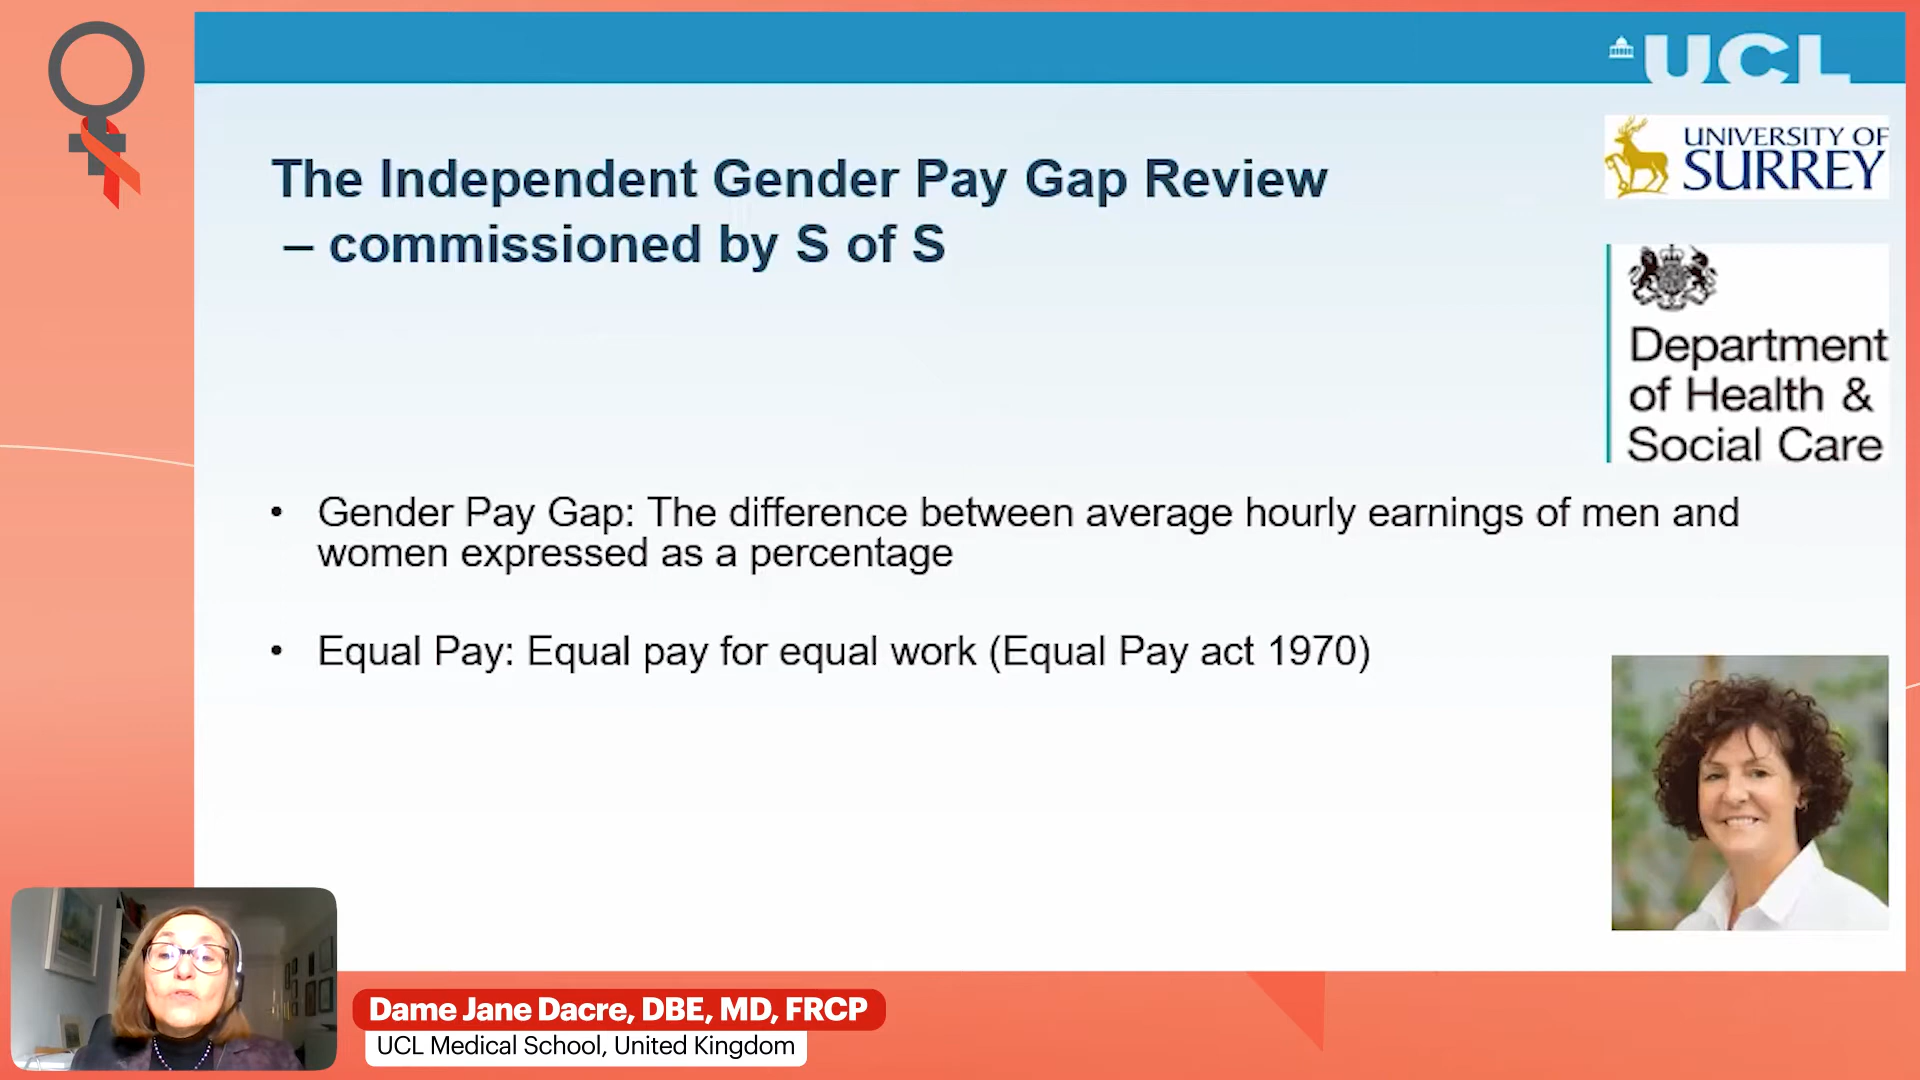 UCL
UNIVERSITY OF
SURREY
The Independent Gender Pay Gap Review
– commissioned by S of S
Department
of Health &
Social Care
• Gender Pay Gap: The difference between average hourly earnings of men and
women expressed as a percentage
• Equal Pay: Equal pay for equal work (Equal Pay act 1970)
Dame Jane Dacre, DBE, MD, FRCP
UCL Medical School, United Kingdom